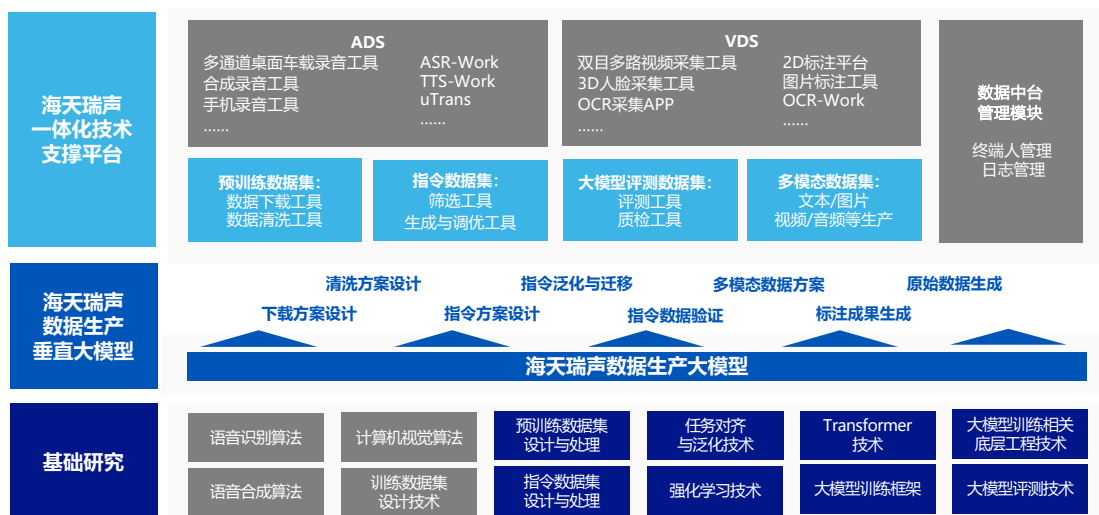 海天瑞声
一体化技术
支撑平台
ADS
多通道桌面车载录音工具
合成录音工具
手机录音工具
......
ASR-Work
TTS-Work
uTrans
......
VDS
双目多路视频采集工具
3D人脸采集工具
OCR采集APP
......
2D标注平台
图片标注工具
OCR-Work
......
数据中台
管理模块
终端人管理
日志管理
预训练数据集：
数据下载工具
数据清洗工具
指令数据集：
筛选工具
生成与调优工具
大模型评测数据集：
评测工具
质检工具
多模态数据集：
文本/图片
视频/音频等生产
海天瑞声
数据生产
垂直大模型
清洗方案设计
指令泛化与迁移
多模态数据方案
原始数据生成
下载方案设计
指令方案设计
指令数据验证
标注成果生成
海天瑞声数据生产大模型
基础研究
语音识别算法
计算机视觉算法
预训练数据集
设计与处理
任务对齐
与泛化技术
Transformer
技术
大模型训练相关
底层工程技术
语音合成算法
训练数据集
设计技术
指令数据集
设计与处理
强化学习技术
大模型训练框架
大模型评测技术